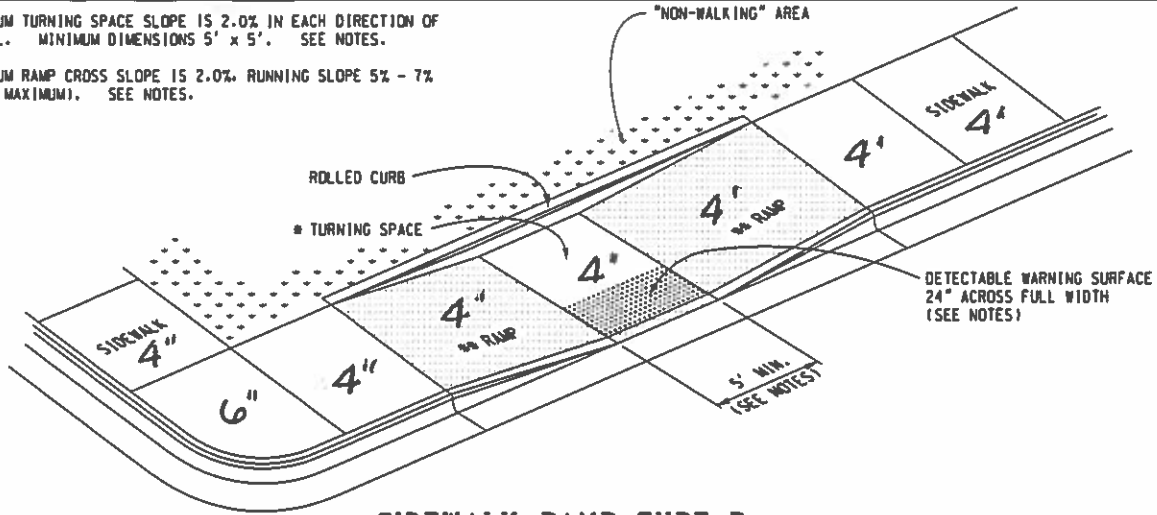 UM TURNING SPACE SLOPE IS 2.0% IN EACH DIRECTION OF
L. MINIMUM DIMENSIONS 5' x 5'. SEE NOTES.
UM RAMP CROSS SLOPE IS 2.0%. RUNNING SLOPE 5% - 7%
MAXIMUM). SEE NOTES.
"NON-WALKING" AREA
SIDEWALK
4"
4"
ROLLED CURB
4"
** RAMP
* TURNING SPACE
4"
DETECTABLE WARNING SURFACE
24" ACROSS FULL WIDTH
(SEE NOTES)
4"
** RAMP
SIDEWALK
4"
4"
6"
5' MIN.
(SEE NOTES)